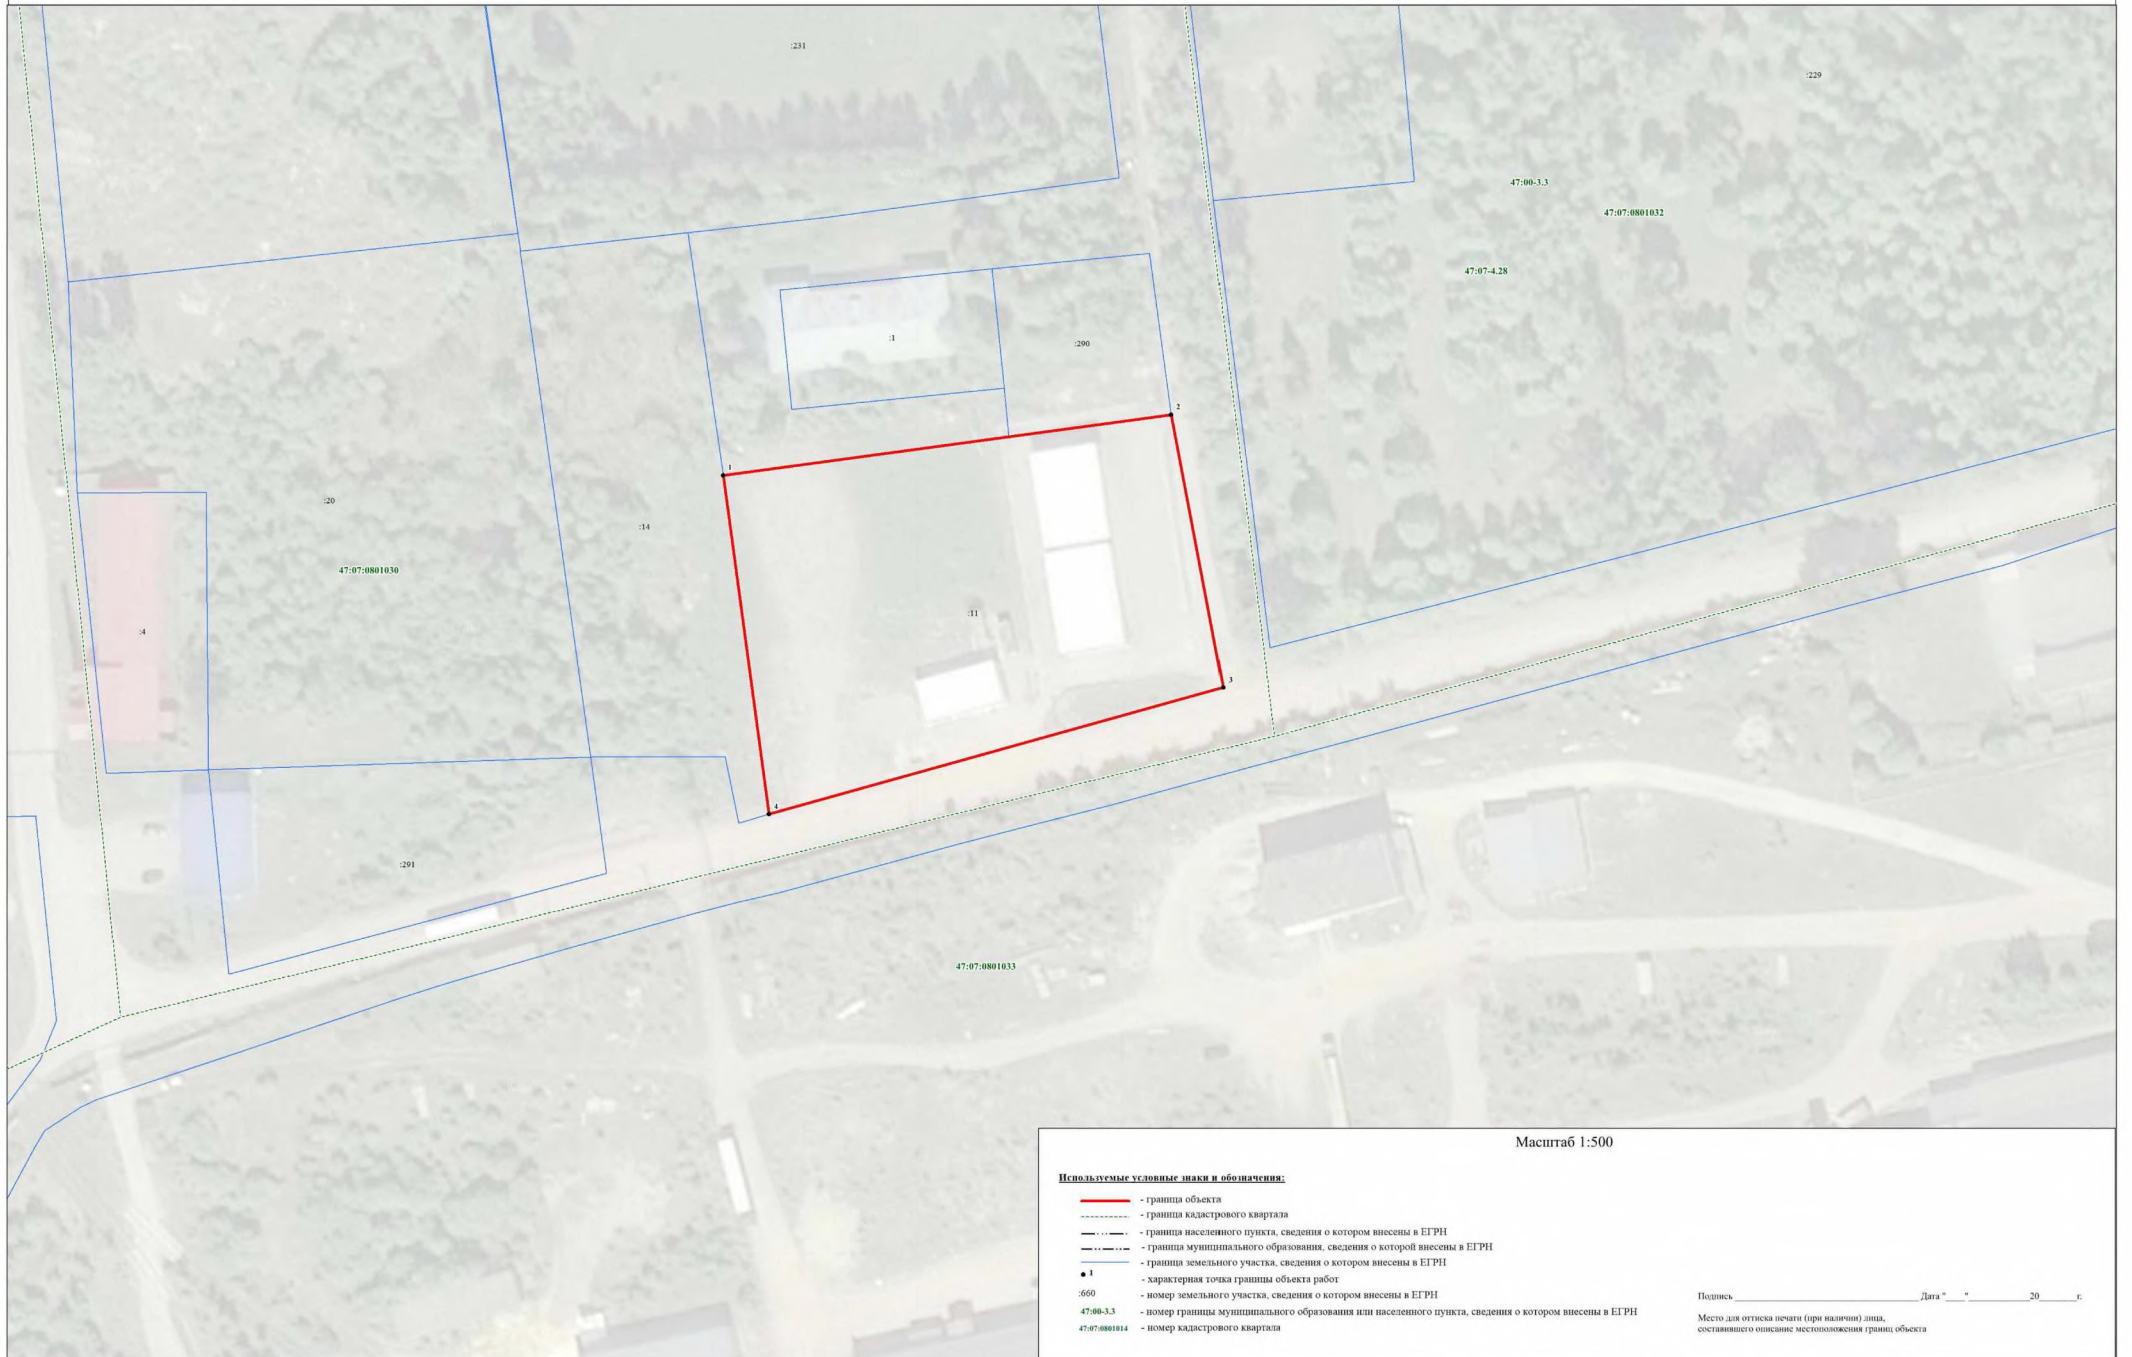 :231
:229
47:00-3.3
47:07:0801032
47:07-4.28
:1
:290
2
1
:20
:14
47:07:0801030
:11
:4
3
4
:291
47:07:0801033
Масштаб 1:500
Используемые условные знаки и обозначения:
- граница объекта
- граница кадастрового квартала
- граница населенного пункта, сведения о котором внесены в ЕГРН
- граница муниципального образования, сведения о которой внесены в ЕГРН
- граница земельного участка, сведения о котором внесены в ЕГРН
1 - характерная точка границы объекта работ
:660 - номер земельного участка, сведения о котором внесены в ЕГРН
47:00-3.3 - номер границы муниципального образования или населенного пункта, сведения о котором внесены в ЕГРН
47:07:0801014 - номер кадастрового квартала
Подпись ____ Дата "____" ____20____г.
Место для оттиска печати (при наличии) лица,
составившего описание местоположения границ объекта